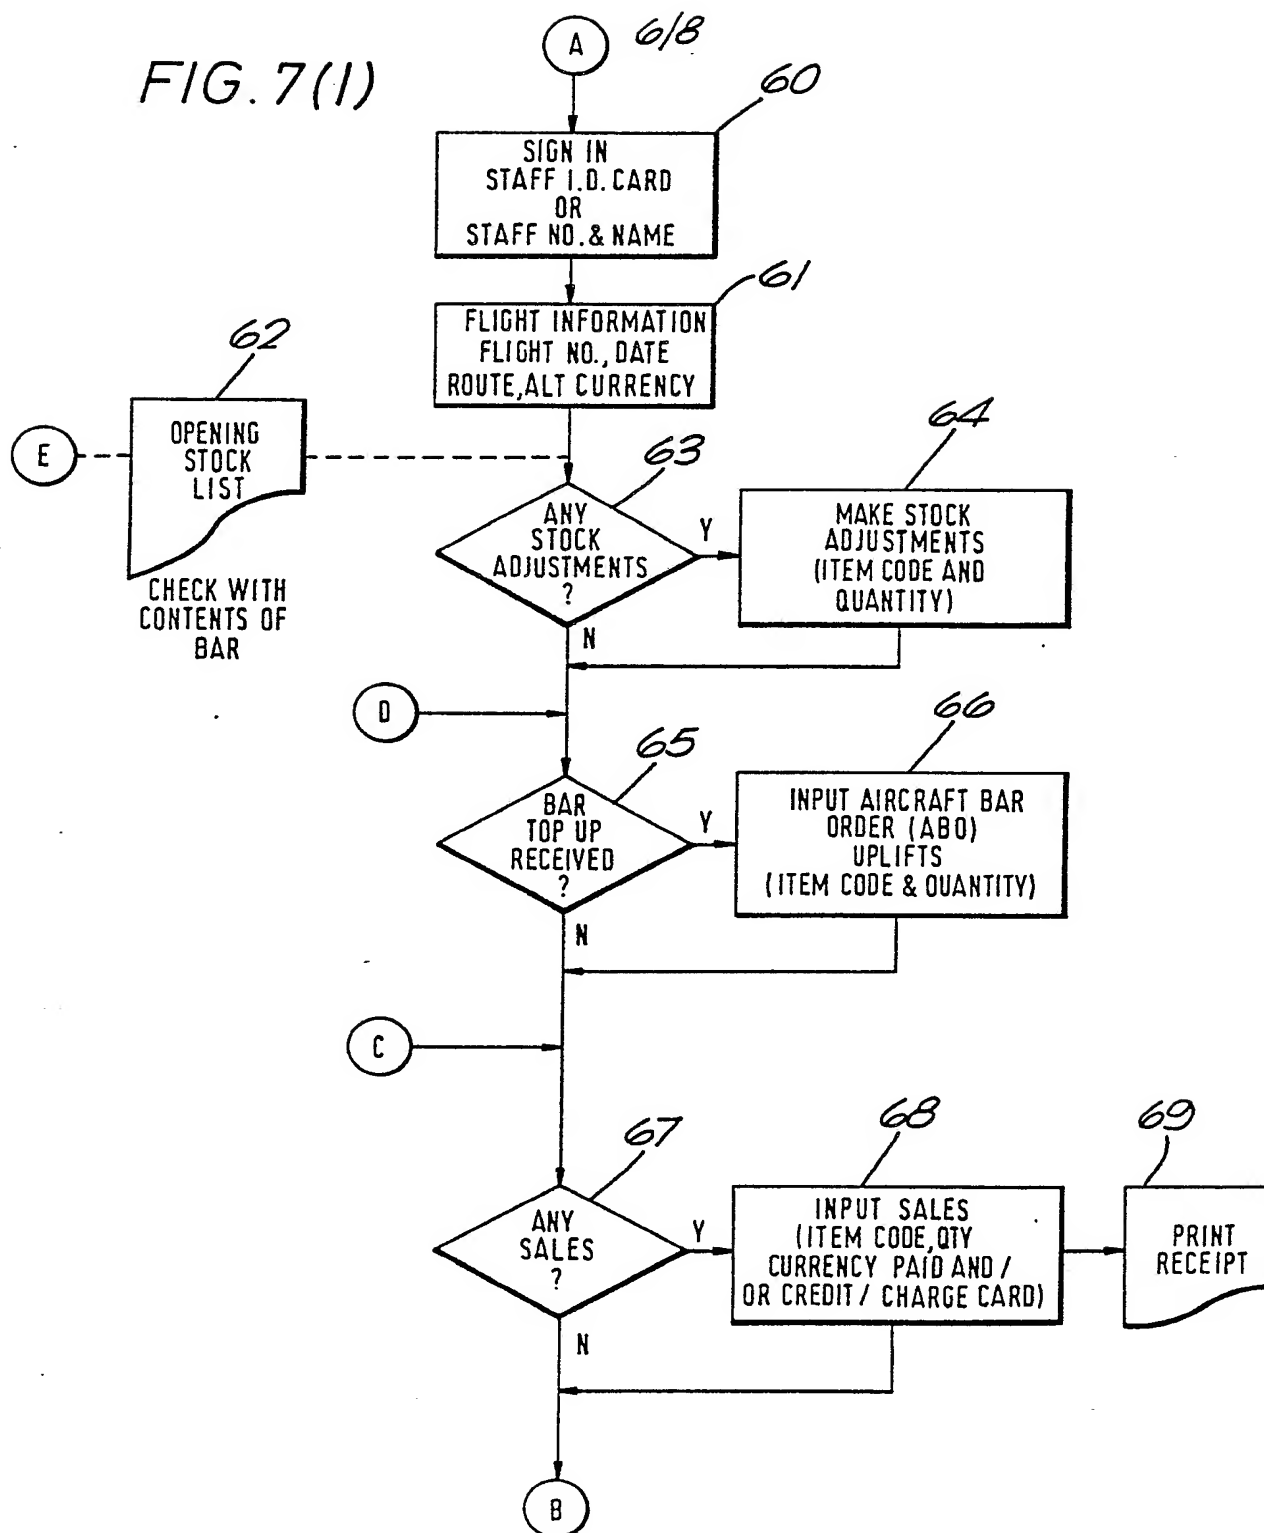 A
6/8
FIG. 7(1)
60
SIGN IN
STAFF I.D. CARD
OR
STAFF NO. & NAME
61
FLIGHT INFORMATION
FLIGHT NO., DATE
ROUTE, ALT CURRENCY
62
E
OPENING
STOCK
LIST
CHECK WITH
CONTENTS OF
BAR
63
ANY
STOCK
ADJUSTMENTS
?
Y
N
64
MAKE STOCK
ADJUSTMENTS
(ITEM CODE AND
QUANTITY)
D
65
BAR
TOP UP
RECEIVED
?
Y
N
66
INPUT AIRCRAFT BAR
ORDER (ABO)
UPLIFTS
(ITEM CODE & QUANTITY)
C
67
ANY
SALES
?
Y
N
68
INPUT SALES
(ITEM CODE, QTY
CURRENCY PAID AND /
OR CREDIT / CHARGE CARD)
69
PRINT
RECEIPT
B